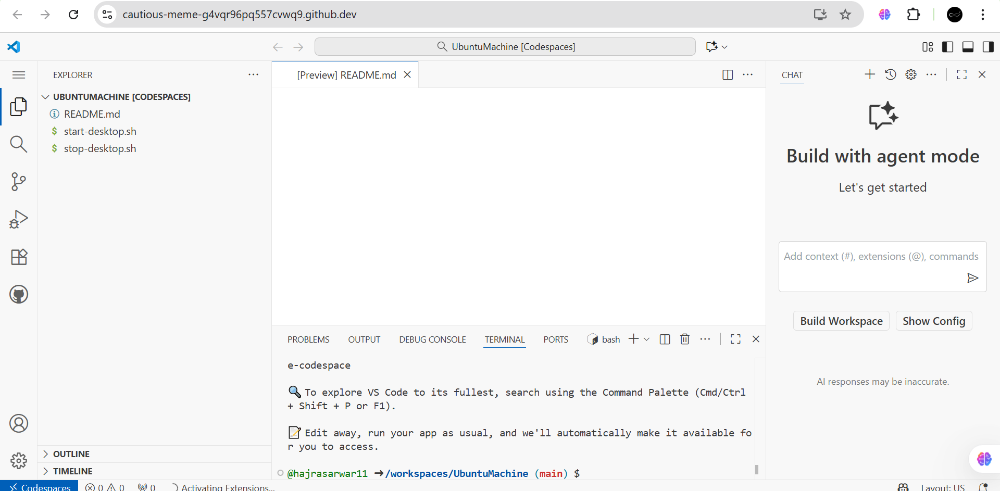 cautious-meme-g4vqr96pq557cvwq9.github.dev
UbuntuMachine [Codespaces]
EXPLORER
UBUNTUMACHINE [CODESPACES]
README.md
$ start-desktop.sh
$ stop-desktop.sh
OUTLINE
TIMELINE
[Preview] README.md
PROBLEMS
OUTPUT
DEBUG CONSOLE
TERMINAL
PORTS
bash
e-codespace
To explore VS Code to its fullest, search using the Command Palette (Cmd/Ctrl
+ Shift + P or F1).
Edit away, run your app as usual, and we'll automatically make it available fo
r you to access.
@hajrasarwar11 ➜/workspaces/UbuntuMachine (main) $
CHAT
Build with agent mode
Let's get started
Add context (#), extensions (@), commands
Build Workspace
Show Config
AI responses may be inaccurate.
Codespaces
0
0
0
Activating Extensions...
Layout: US